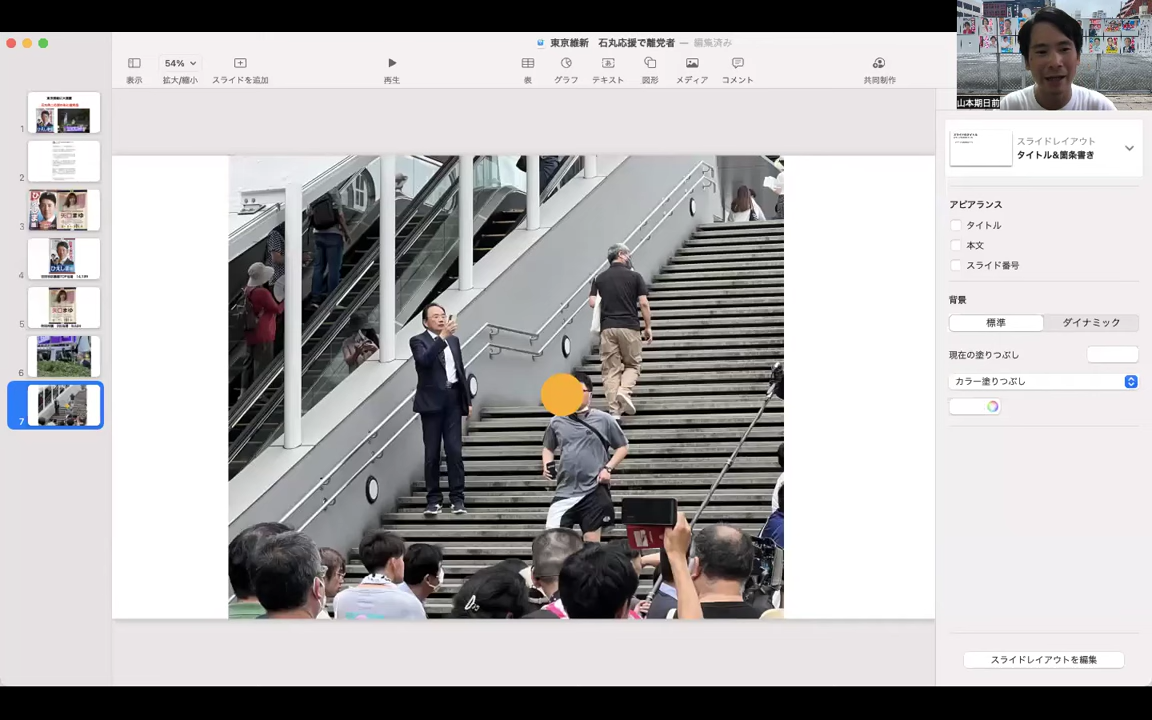 東京維新　石丸応援で離党者 — 編集済み
54%
表示
拡大/縮小
スライドを追加
再生
表
グラフ
テキスト
図形
メディア
コメント
共同制作
山本期日前
スライドレイアウト
タイトル&箇条書き
アピアランス
タイトル
本文
スライド番号
背景
標準
ダイナミック
現在の塗りつぶし
カラー塗りつぶし
スライドレイアウトを編集
1
2
3
4
5
6
7